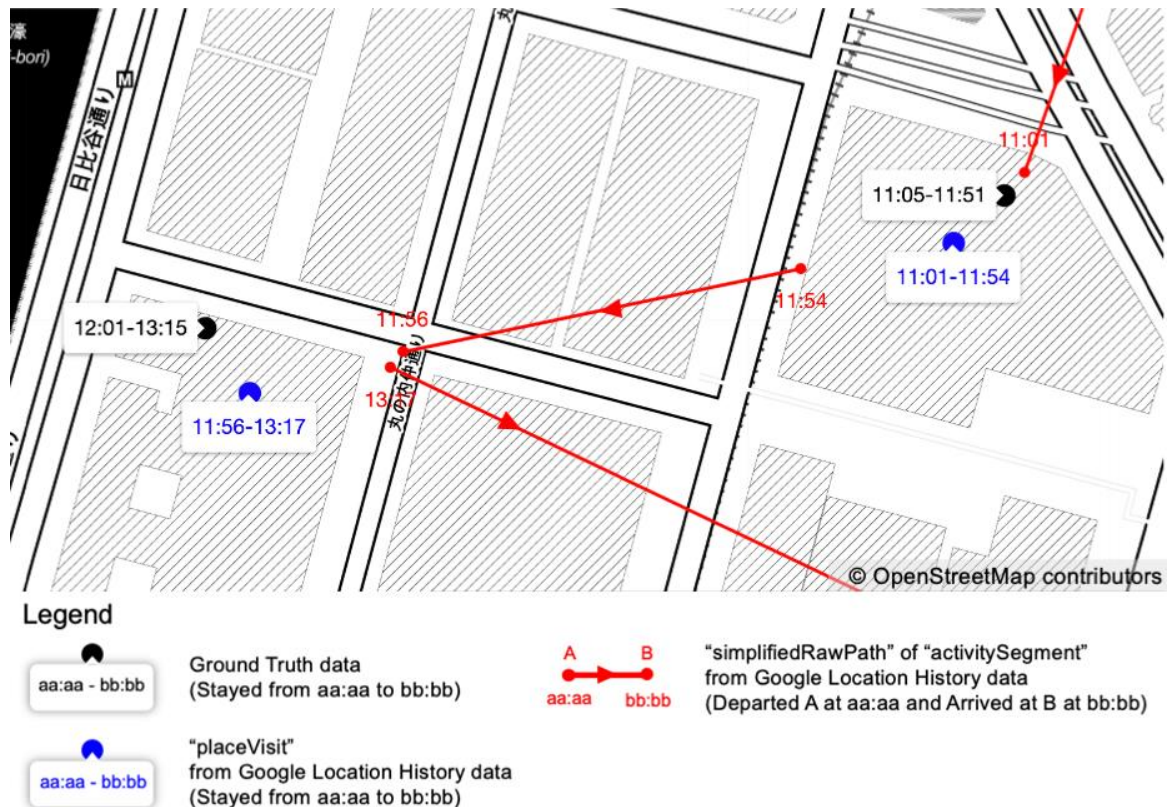 濠
-bori)
丸
M
日比谷通り
11:01
11:05-11:51
11:01-11:54
11:54
11:56
12:01-13:15
丸の内仲通り
11:56-13:17
り
© OpenStreetMap contributors
Legend
aa:aa - bb:bb
Ground Truth data
(Stayed from aa:aa to bb:bb)
A B
aa:aa bb:bb
“simplifiedRawPath” of “activitySegment”
from Google Location History data
(Departed A at aa:aa and Arrived at B at bb:bb)
aa:aa - bb:bb
“placeVisit”
from Google Location History data
(Stayed from aa:aa to bb:bb)